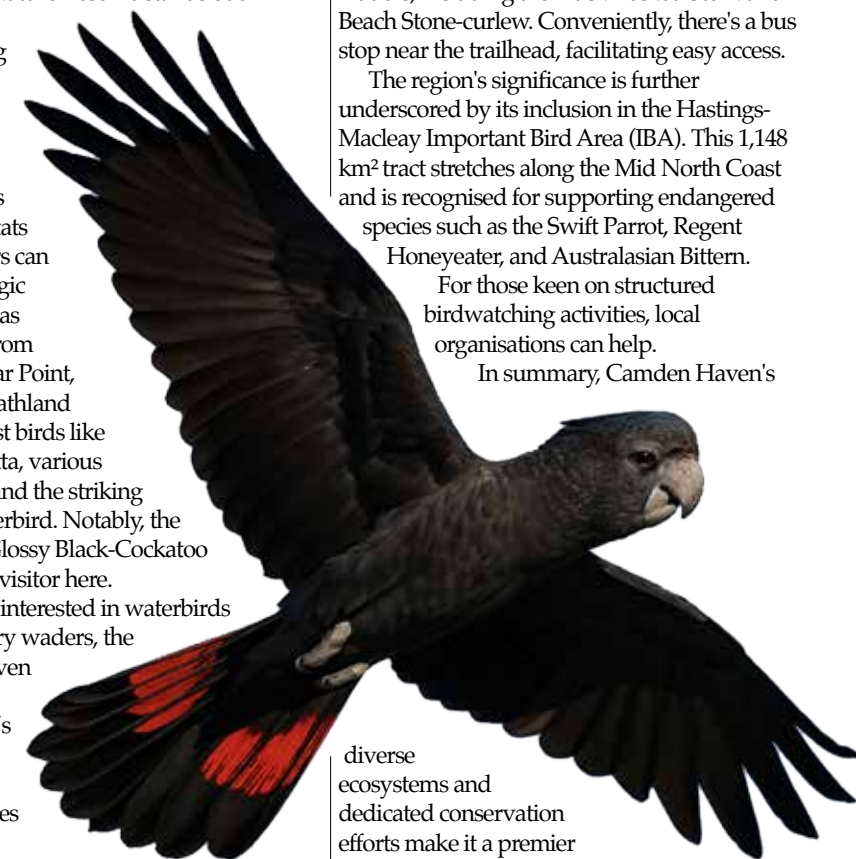 g
s
tats
rs can
gic
as
rom
ar Point,
athland
st birds like
ta, various
and the striking
erbird. Notably, the
Glossy Black-Cockatoo
visitor here.
interested in waterbirds
ry waders, the
ven
's
es
Beach Stone-curlew. Conveniently, there's a bus
stop near the trailhead, facilitating easy access.
The region's significance is further
underscored by its inclusion in the Hastings-
Macleay Important Bird Area (IBA). This 1,148
km² tract stretches along the Mid North Coast
and is recognised for supporting endangered
species such as the Swift Parrot, Regent
Honeyeater, and Australasian Bittern.
For those keen on structured
birdwatching activities, local
organisations can help.
In summary, Camden Haven's
diverse
ecosystems and
dedicated conservation
efforts make it a premier